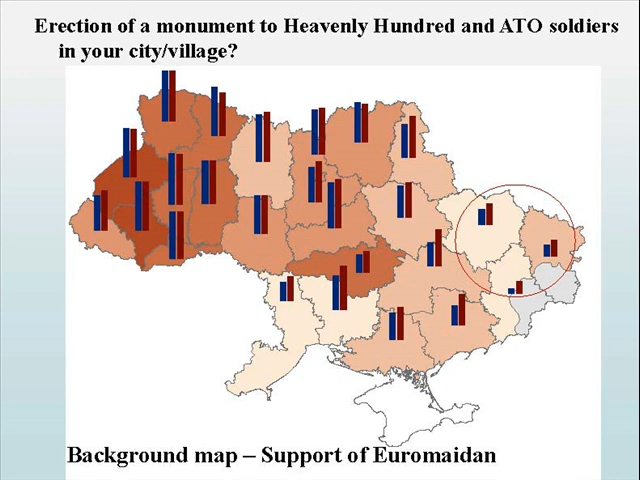 Erection of a monument to Heavenly Hundred and ATO soldiers
in your city/village?
Background map – Support of Euromaidan